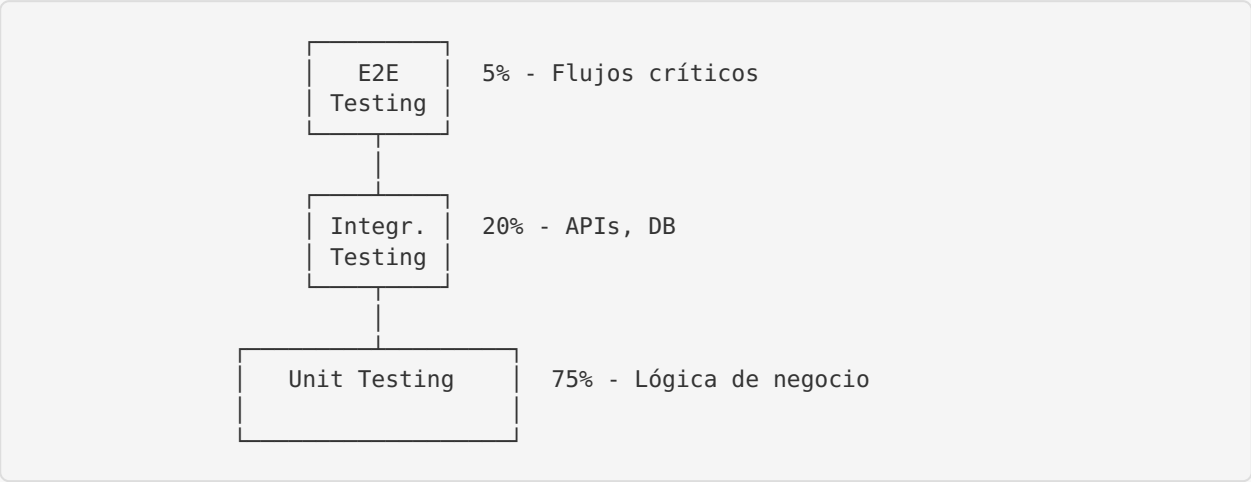 E2E Testing
5% - Flujos críticos
Integr. Testing
20% - APIs, DB
Unit Testing
75% - Lógica de negocio